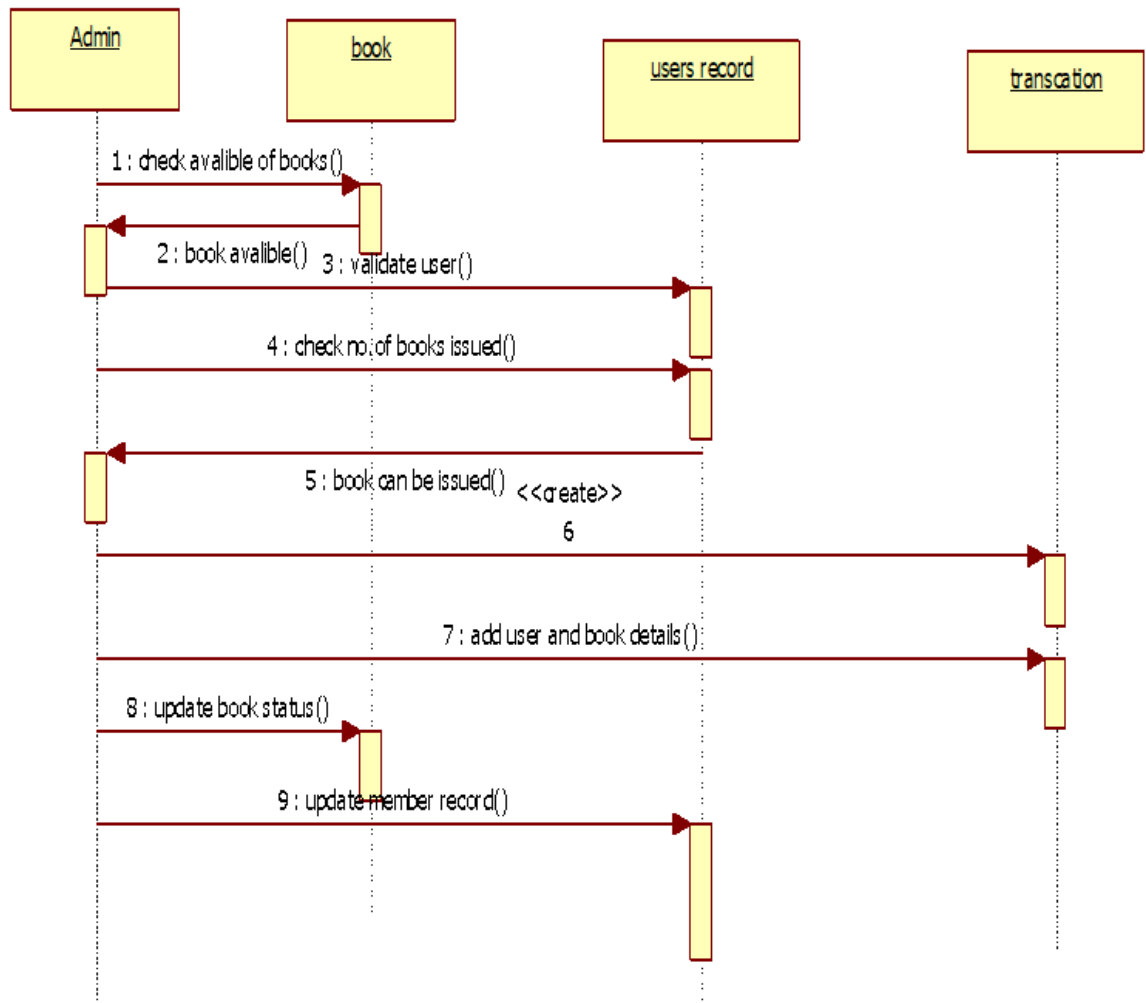 Admin
book
users record
transcation
1 : check avalible of books()
2 : book avalible()
3 : validate user()
4 : check no. of books issued()
5 : book can be issued()
<<create>>
6
7 : add user and book details()
8 : update book status()
9 : update member record()